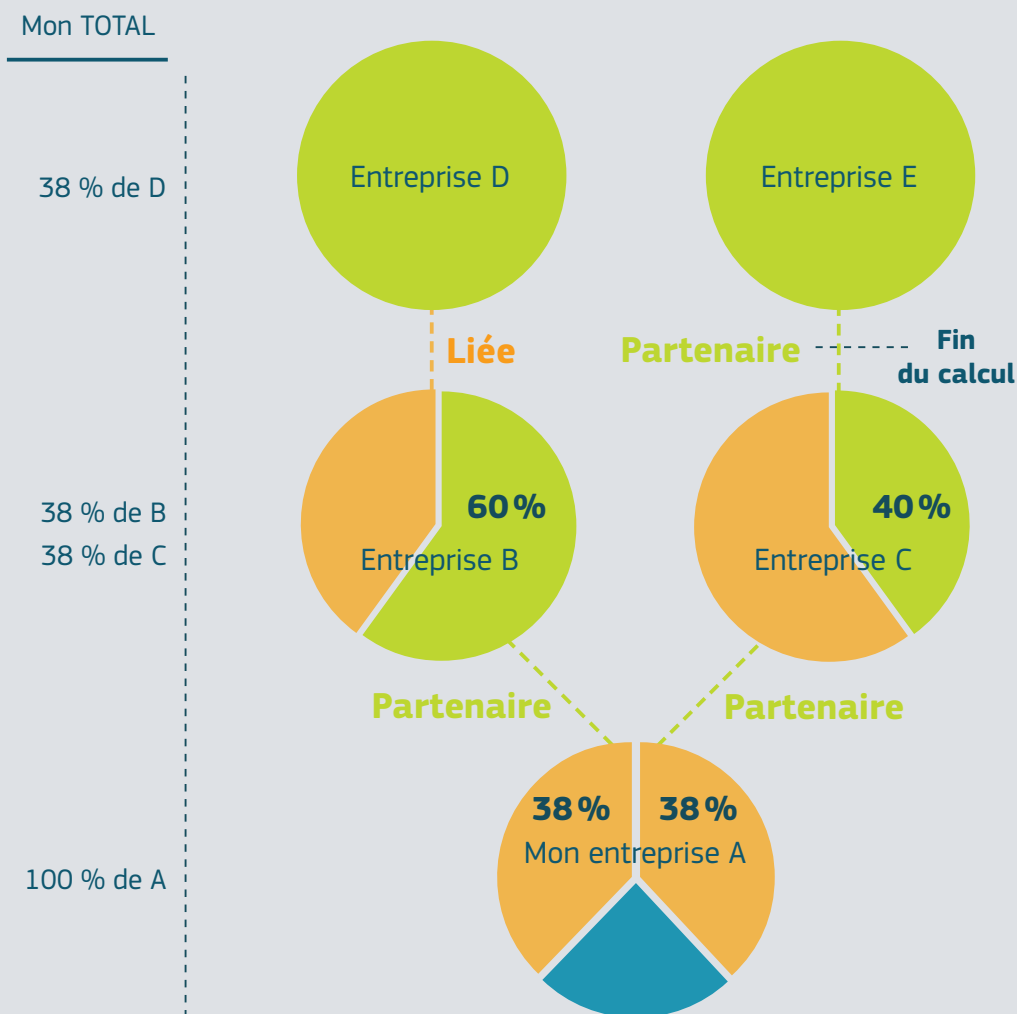 Mon TOTAL
Entreprise D
Entreprise E
38 % de D
Liée
Partenaire
Fin
du calcul
60 %
40 %
38 % de B
38 % de C
Entreprise B
Entreprise C
Partenaire
Partenaire
38 %
38 %
Mon entreprise A
100 % de A